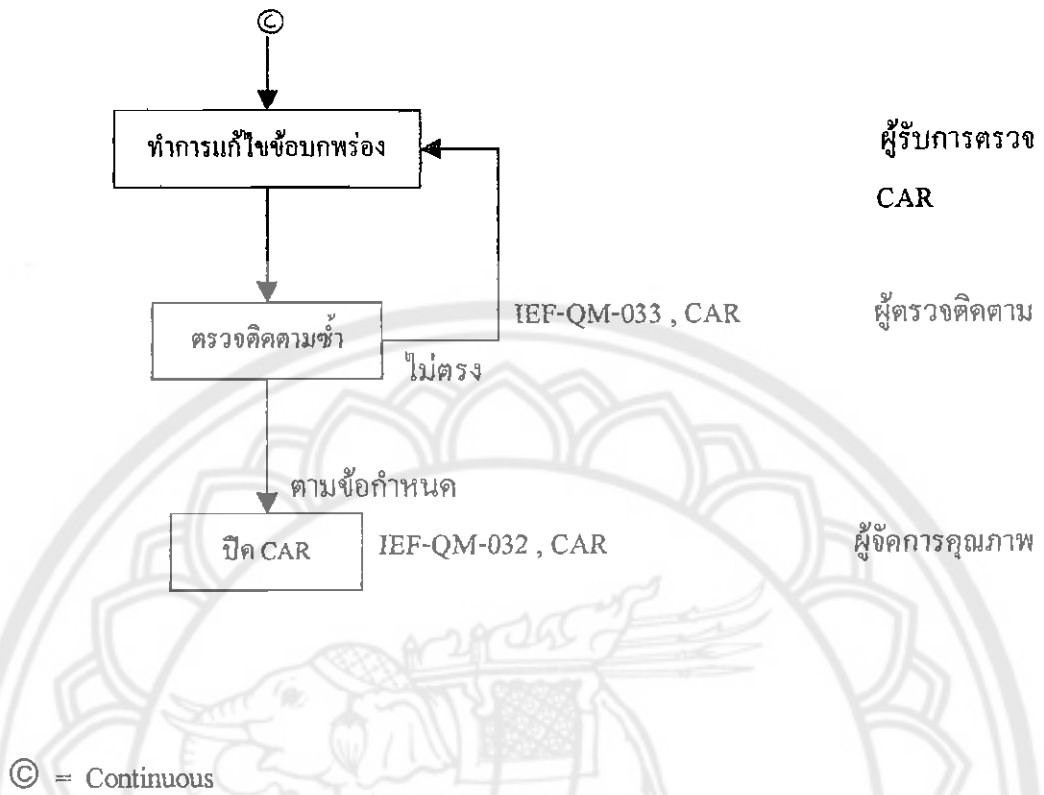 ©
ทำการแก้ไขข้อบกพร่อง
ผู้รับการตรวจ
CAR
ตรวจติดตามซ้ำ
IEF-QM-033 , CAR
ผู้ตรวจติดตาม
ไม่ตรง
ตามข้อกำหนด
ปิด CAR
IEF-QM-032 , CAR
ผู้จัดการคุณภาพ
© = Continuous